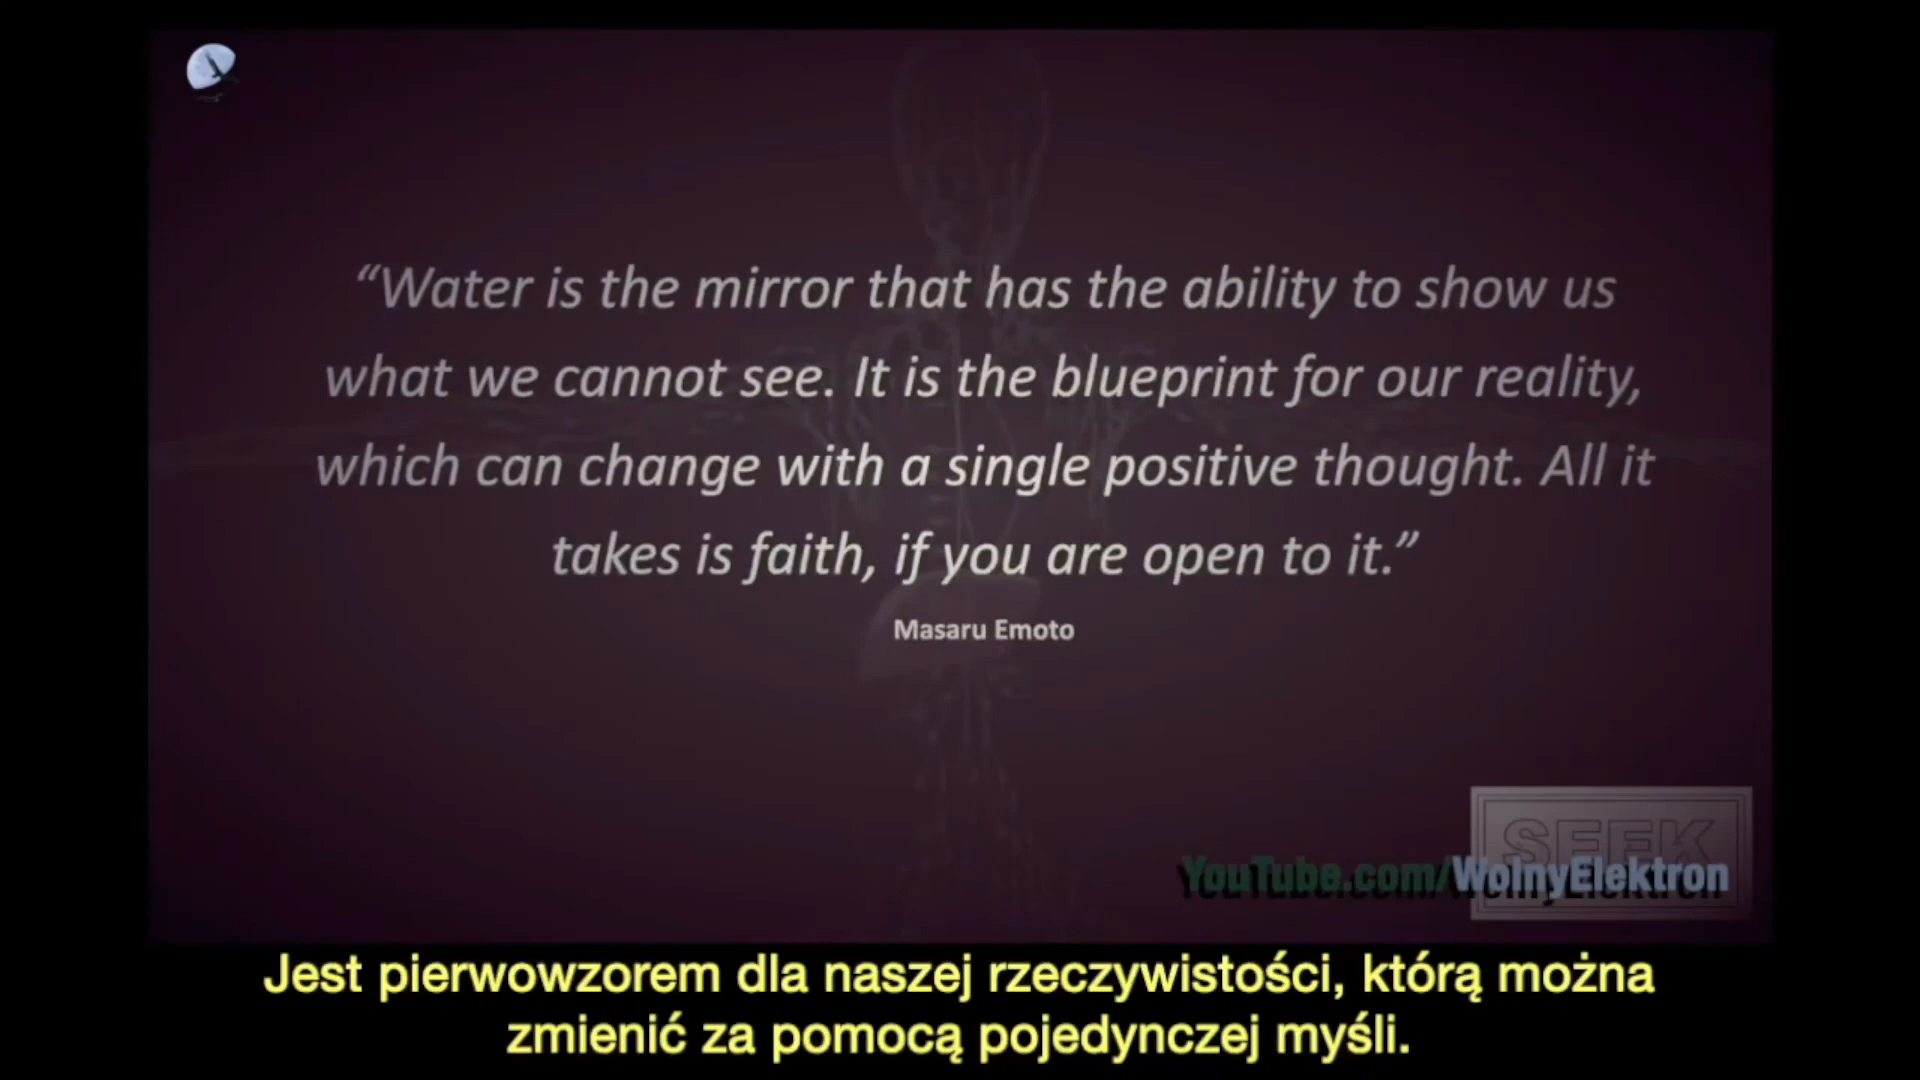 “Water is the mirror that has the ability to show us
what we cannot see. It is the blueprint for our reality,
which can change with a single positive thought. All it
takes is faith, if you are open to it.”
Masaru Emoto
SEEK
YouTube.com/WolnyElektron
Jest pierwowzorem dla naszej rzeczywistości, którą można
zmienić za pomocą pojedynczej myśli.